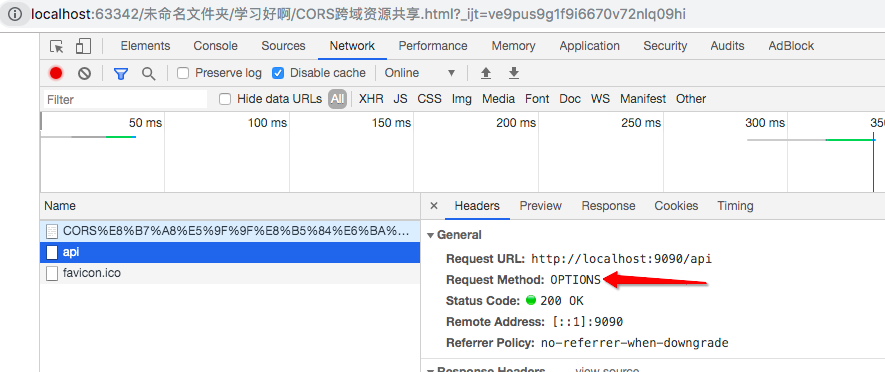 localhost:63342/未命名文件夹/学习好啊/CORS跨域资源共享.html?_ijt=ve9pus9g1f9i6670v72nlq09hi
Elements Console Sources Network Performance Memory Application Security Audits AdBlock
Preserve log Disable cache Online
Filter Hide data URLs All XHR JS CSS Img Media Font Doc WS Manifest Other
50 ms 100 ms 150 ms 200 ms 250 ms 300 ms 350
Name
CORS%E8%B7%A8%E5%9F%9F%E8%B5%84%E6%BA%...
api
favicon.ico
× Headers Preview Response Cookies Timing
General
Request URL: http://localhost:9090/api
Request Method: OPTIONS
Status Code: 200 OK
Remote Address: [::1]:9090
Referrer Policy: no-referrer-when-downgrade
Response Headers view source